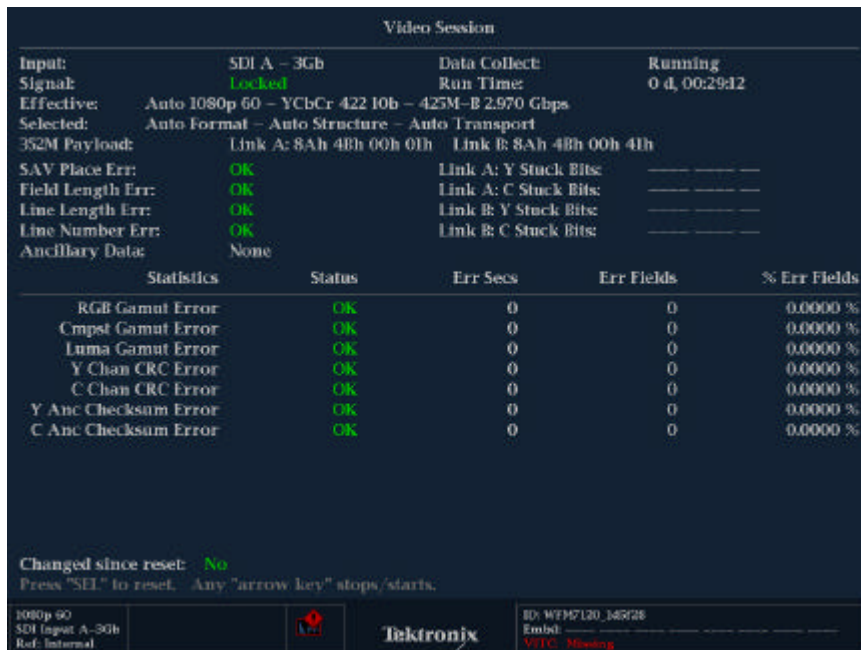 Video Session
Input: SDI A – 3Gb Data Collect: Running
Signal: Locked Run Time: 0 d, 00:29:12
Effective: Auto 1080p 60 – YCbCr 422 10b – 425M-B 2.970 Gbps
Selected: Auto Format – Auto Structure – Auto Transport
352M Payload: Link A: 8Ah 4Bh 00h 01h Link B: 8Ah 4Bh 00h 41h
SAV Place Err: OK Link A: Y Stuck Bits: ---- ---- --
Field Length Err: OK Link A: C Stuck Bits: ---- ---- --
Line Length Err: OK Link B: Y Stuck Bits: ---- ---- --
Line Number Err: OK Link B: C Stuck Bits: ---- ---- --
Ancillary Data: None
Statistics Status Err Secs Err Fields % Err Fields
RGB Gamut Error OK 0 0 0.0000 %
Cmpst Gamut Error OK 0 0 0.0000 %
Luma Gamut Error OK 0 0 0.0000 %
Y Chan CRC Error OK 0 0 0.0000 %
C Chan CRC Error OK 0 0 0.0000 %
Y Anc Checksum Error OK 0 0 0.0000 %
C Anc Checksum Error OK 0 0 0.0000 %
Changed since reset: No
Press "SEL" to reset. Any "arrow key" stops/starts.
1080p 60
SDI Input A-3Gb
Ref: Internal
Tektronix
ID: WFM7120_1d5f28
Embd: ---- ---- ---- ---- ---- ---- ---- ----
VITC: Missing